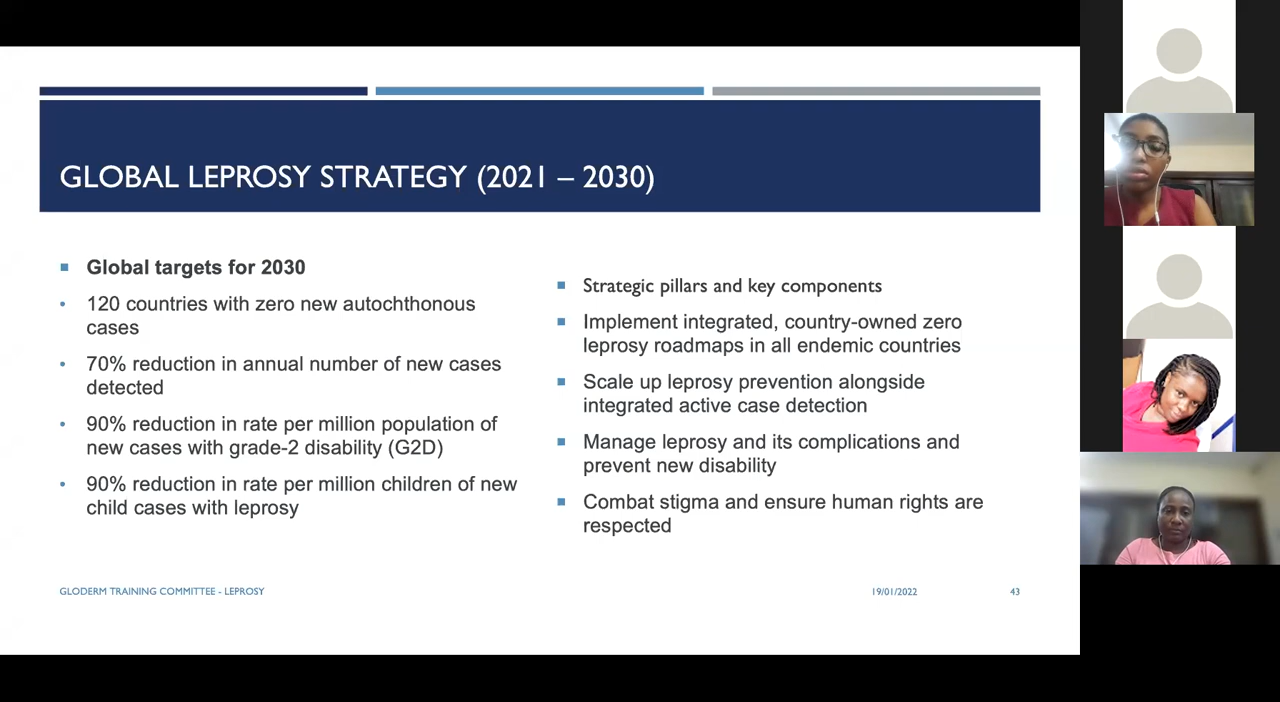 GLOBAL LEPROSY STRATEGY (2021 – 2030)
Global targets for 2030
120 countries with zero new autochthonous
cases
70% reduction in annual number of new cases
detected
90% reduction in rate per million population of
new cases with grade-2 disability (G2D)
90% reduction in rate per million children of new
child cases with leprosy
Strategic pillars and key components
Implement integrated, country-owned zero
leprosy roadmaps in all endemic countries
Scale up leprosy prevention alongside
integrated active case detection
Manage leprosy and its complications and
prevent new disability
Combat stigma and ensure human rights are
respected
GLODERM TRAINING COMMITTEE - LEPROSY
19/01/2022
43